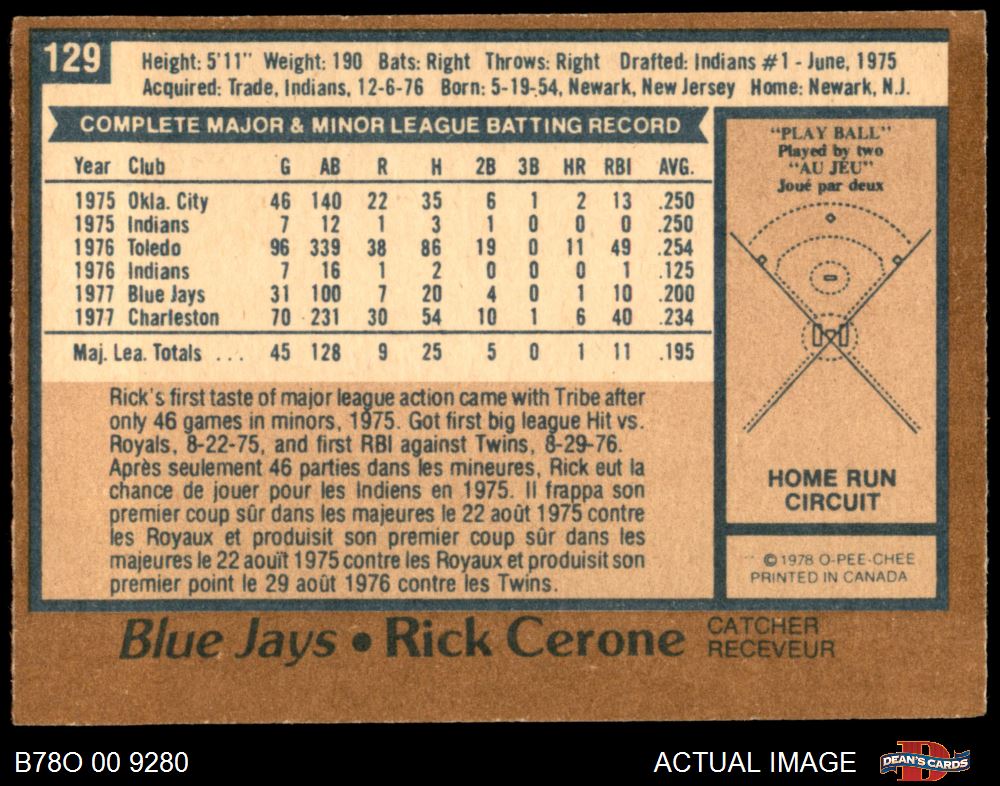 129
Height: 5'11" Weight: 190 Bats: Right Throws: Right Drafted: Indians #1 - June, 1975
Acquired: Trade, Indians, 12-6-76 Born: 5-19-54, Newark, New Jersey Home: Newark, N.J.
COMPLETE MAJOR & MINOR LEAGUE BATTING RECORD
Year Club G AB R H 2B 3B HR RBI AVG.
1975 Okla. City 46 140 22 35 6 1 2 13 .250
1975 Indians 7 12 1 3 1 0 0 0 .250
1976 Toledo 96 339 38 86 19 0 11 49 .254
1976 Indians 7 16 1 2 0 0 0 1 .125
1977 Blue Jays 31 100 7 20 4 0 1 10 .200
1977 Charleston 70 231 30 54 10 1 6 40 .234
Maj. Lea. Totals ... 45 128 9 25 5 0 1 11 .195
Rick's first taste of major league action came with Tribe after
only 46 games in minors, 1975. Got first big league Hit vs.
Royals, 8-22-75, and first RBI against Twins, 8-29-76.
Après seulement 46 parties dans les mineures, Rick eut la
chance de jouer pour les Indiens en 1975. Il frappa son
premier coup sûr dans les majeures le 22 août 1975 contre
les Royaux et produisit son premier coup sûr dans les
majeures le 22 aouït 1975 contre les Royaux et produisit son
premier point le 29 août 1976 contre les Twins.
"PLAY BALL"
Played by two
"AU JÉU"
Joué par deux
HOME RUN
CIRCUIT
© 1978 O-PEE-CHEE
PRINTED IN CANADA
Blue Jays • Rick Cerone
CATCHER
RECEVEUR
B78O 00 9280
ACTUAL IMAGE
D
DEAN'S CARDS